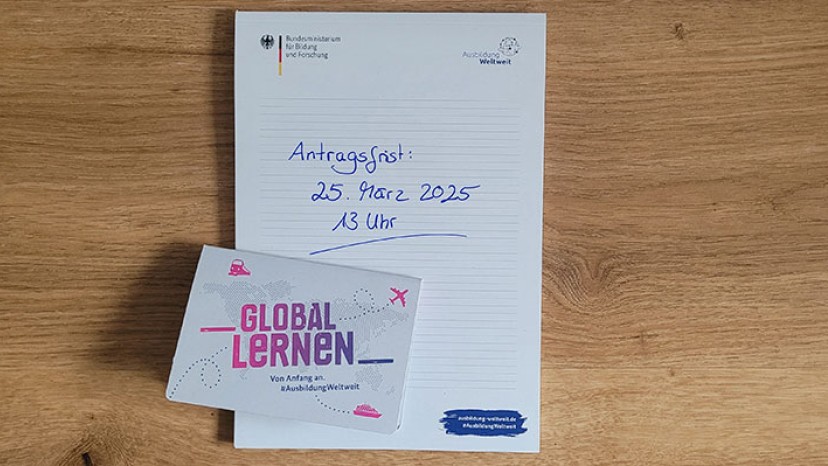 Bundesministerium
für Bildung
und Forschung
Ausbildung
Weltweit
Antragsfrist:
25. März 2025
13 Uhr
GLOBAL
LERNEN
Von Anfang an.
#AusbildungWeltweit
ausbildung-weltweit.de
#AusbildungWeltweit